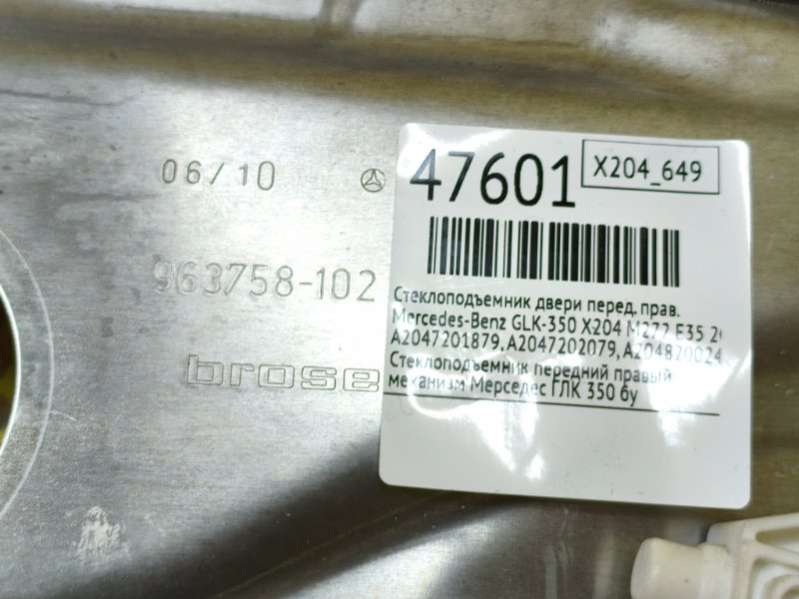 06/10
963758-102
brose
47601
X204_649
Стеклоподъемник двери перед. прав.
Mercedes-Benz GLK-350 X204 M272 E35
A2047201879, A2047202079,
Стеклоподъемник передний правый
механизм Мерседес ГЛК 350 бу